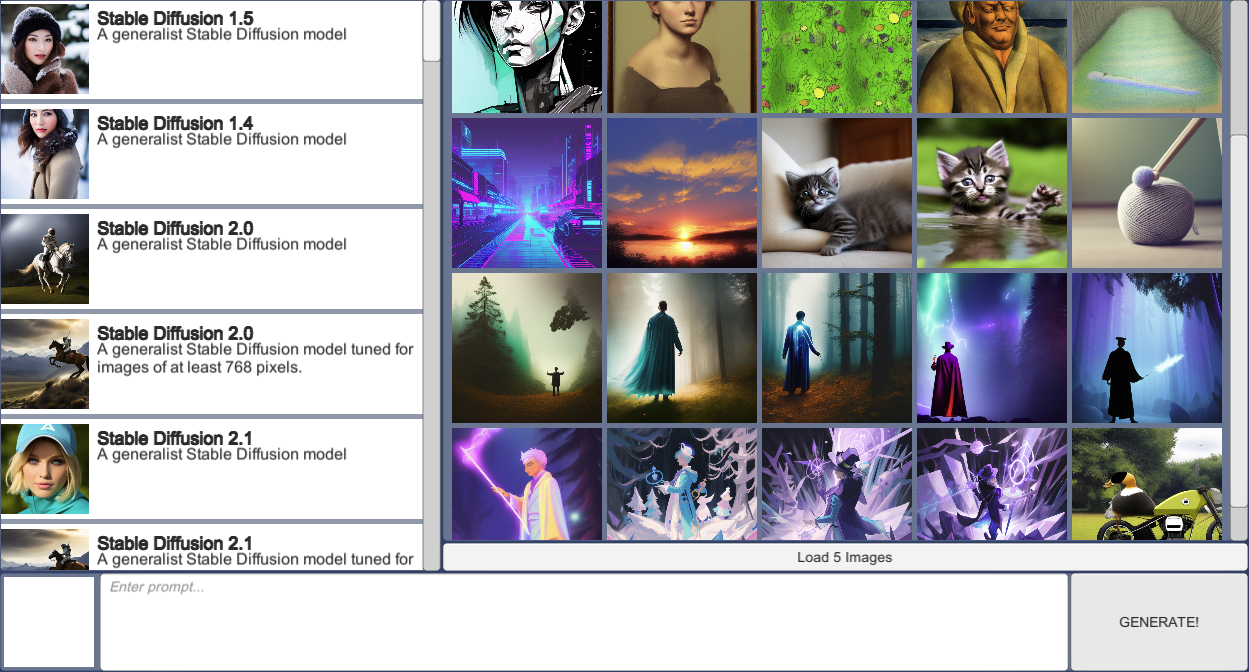 Stable Diffusion 1.5
A generalist Stable Diffusion model
Stable Diffusion 1.4
A generalist Stable Diffusion model
Stable Diffusion 2.0
A generalist Stable Diffusion model
Stable Diffusion 2.0
A generalist Stable Diffusion model tuned for
images of at least 768 pixels.
Stable Diffusion 2.1
A generalist Stable Diffusion model
Stable Diffusion 2.1
A generalist Stable Diffusion model tuned for
Load 5 Images
Enter prompt...
GENERATE!